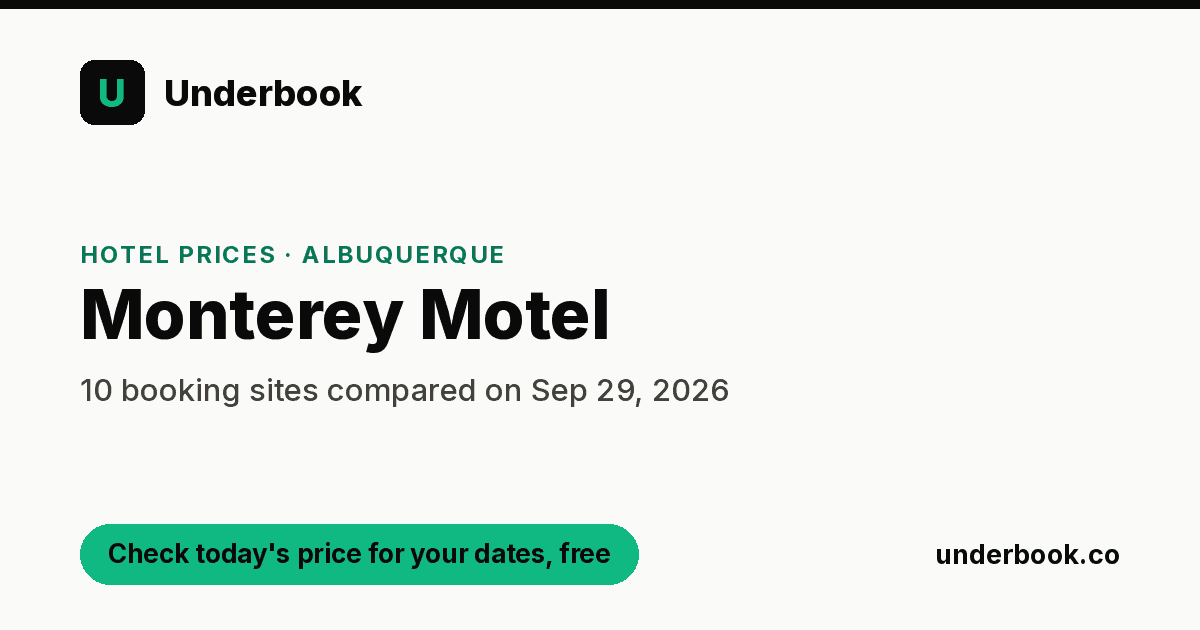 U Underbook
HOTEL PRICES · ALBUQUERQUE
Monterey Motel
10 booking sites compared on Sep 29, 2026
Check today's price for your dates, free
underbook.co